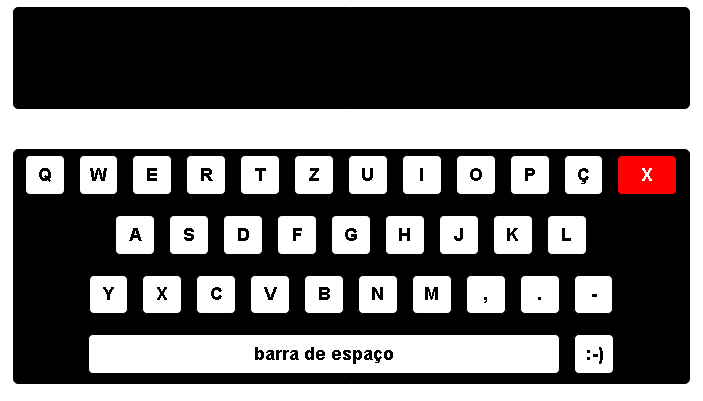 Q W E R T Z U I O P Ç X
A S D F G H J K L
Y X C V B N M , . -
barra de espaço :-)